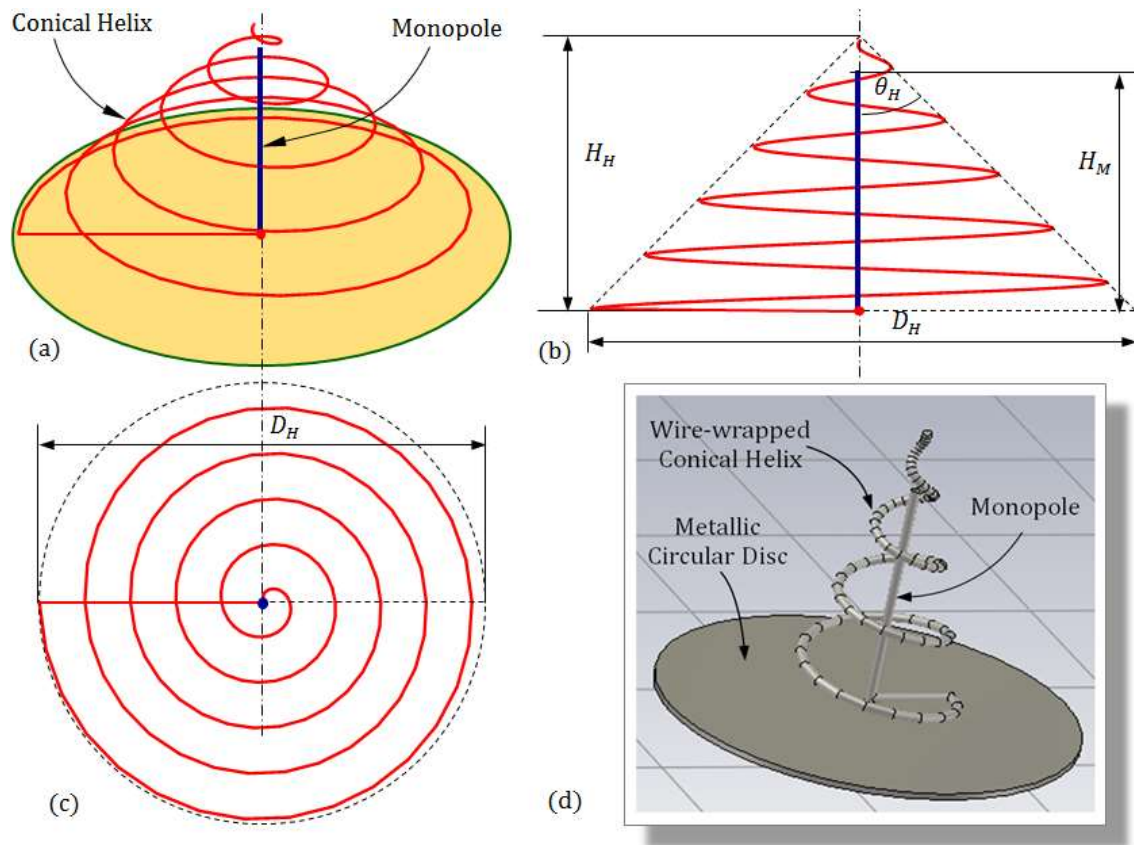 Conical Helix
Monopole
(a)
H_H
θ_H
H_M
D_H
(b)
D_H
(c)
Wire-wrapped
Conical Helix
Monopole
Metallic
Circular Disc
(d)